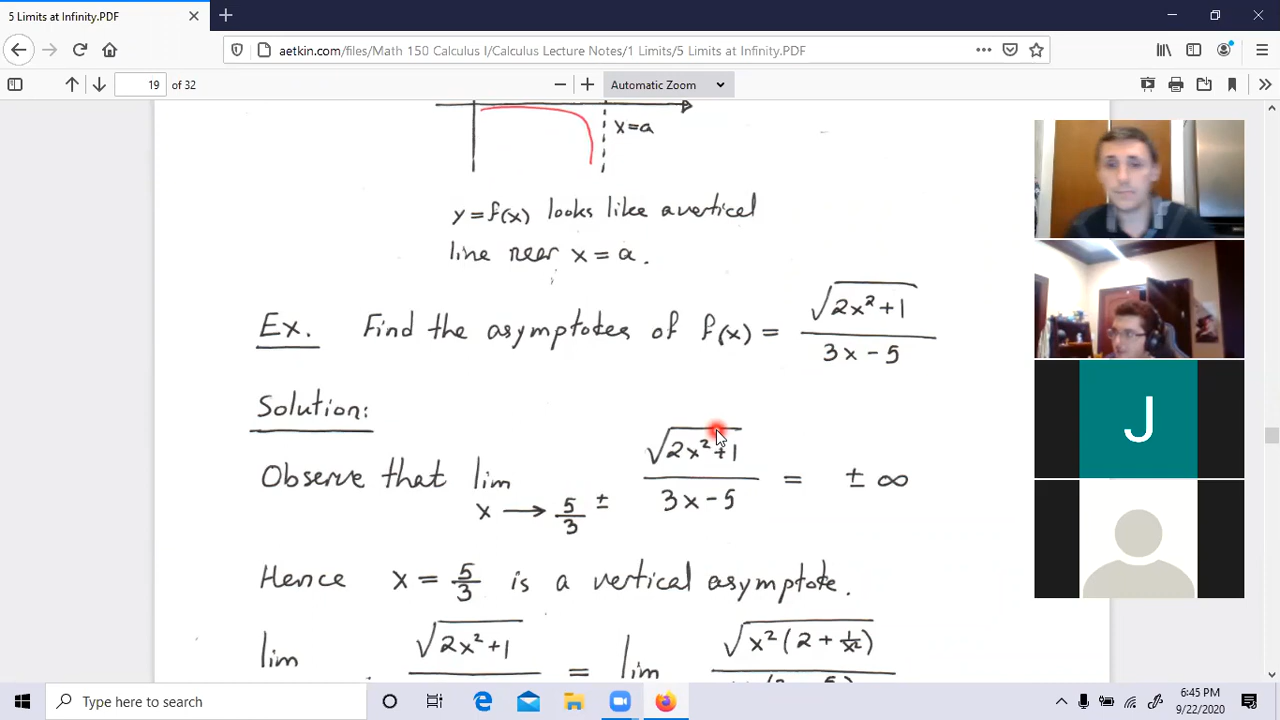 5 Limits at Infinity.PDF
aetkin.com/files/Math 150 Calculus I/Calculus Lecture Notes/1 Limits/5 Limits at Infinity.PDF
19 of 32
Automatic Zoom
x=a
y=f(x) looks like a vertical
line near x = a.
Ex. Find the asymptotes of f(x) = √(2x²+1) / (3x-5)
Solution:
Observe that lim x → 5/3 ± √(2x²+1) / (3x-5) = ± ∞
Hence x = 5/3 is a vertical asymptote.
lim √(2x²+1) = lim √(x²(2+1/x²))
J
Type here to search
6:45 PM
9/22/2020